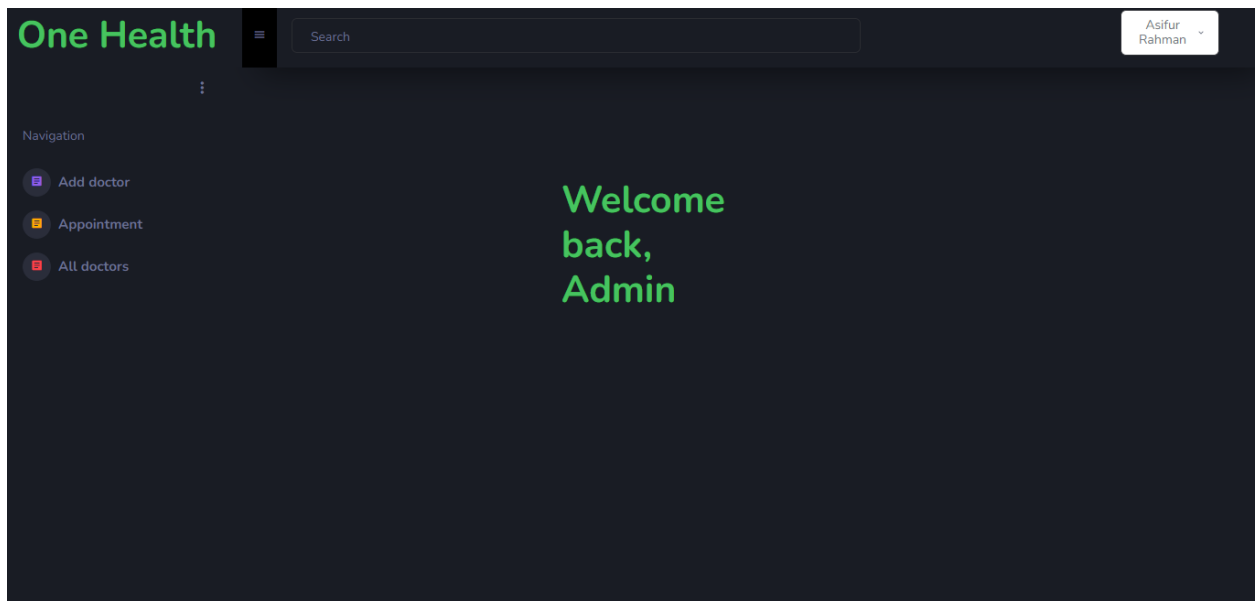 One Health
Search
Asifur
Rahman
Navigation
Add doctor
Appointment
All doctors
Welcome
back,
Admin